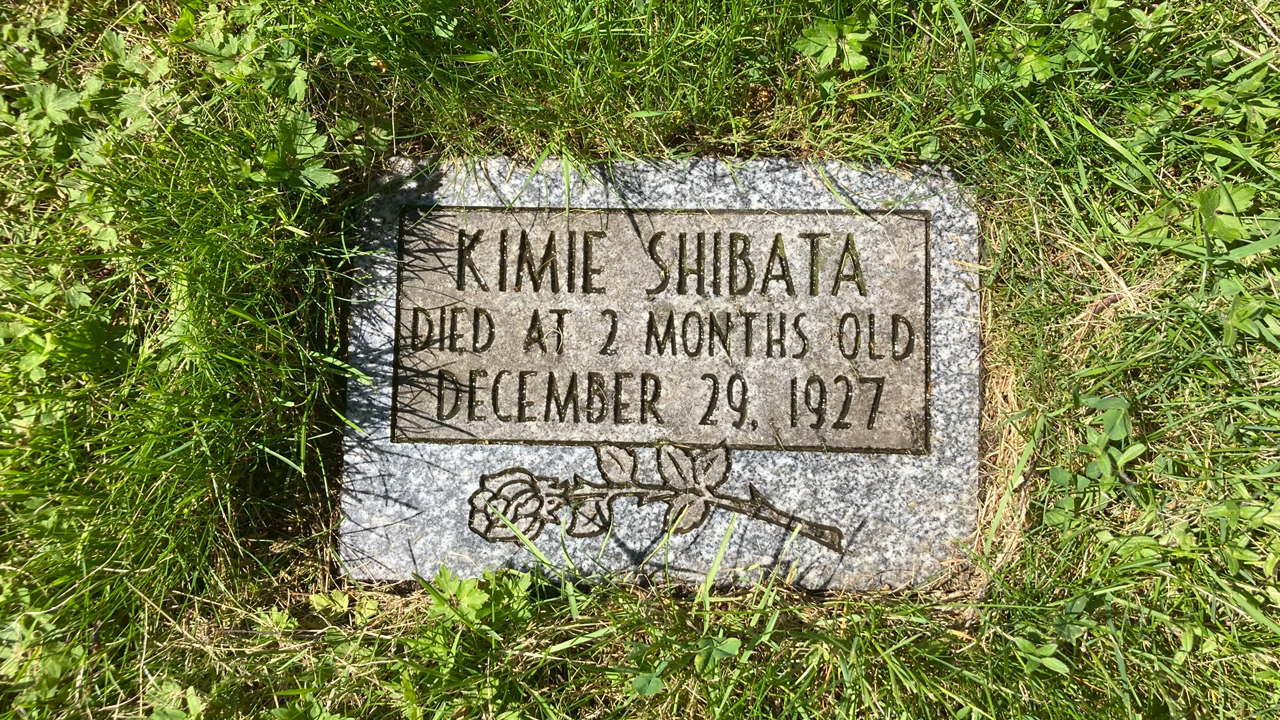 KIMIE SHIBATA
DIED AT 2 MONTHS OLD
DECEMBER 29, 1927